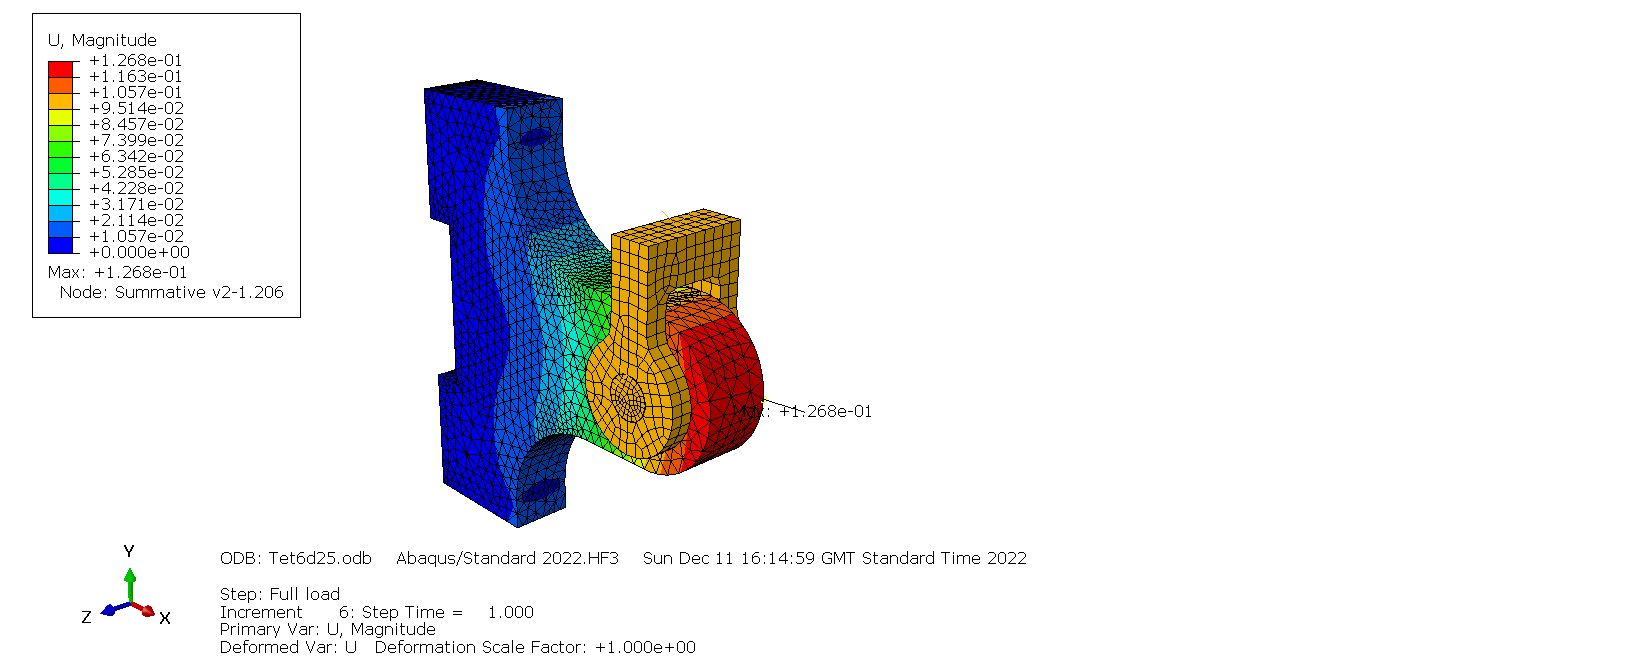 U, Magnitude
+1.268e-01
+1.163e-01
+1.057e-01
+9.514e-02
+8.457e-02
+7.399e-02
+6.342e-02
+5.285e-02
+4.228e-02
+3.171e-02
+2.114e-02
+1.057e-02
+0.000e+00
Max: +1.268e-01
Node: Summative v2-1.206
Max: +1.268e-01
Y
Z
X
ODB: Tet6d25.odb Abaqus/Standard 2022.HF3 Sun Dec 11 16:14:59 GMT Standard Time 2022
Step: Full load
Increment 6: Step Time = 1.000
Primary Var: U, Magnitude
Deformed Var: U Deformation Scale Factor: +1.000e+00